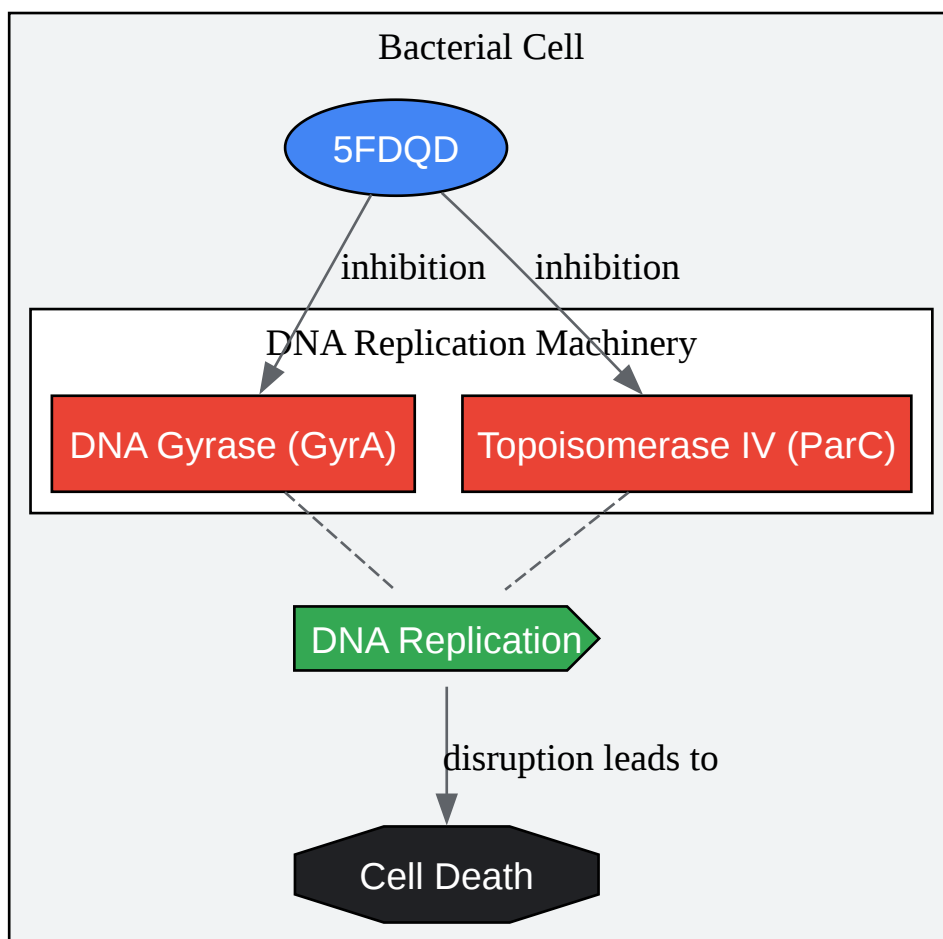 Bacterial Cell
5FDQD
inhibition
inhibition
DNA Replication Machinery
DNA Gyrase (GyrA)
Topoisomerase IV (ParC)
DNA Replication
disruption leads to
Cell Death